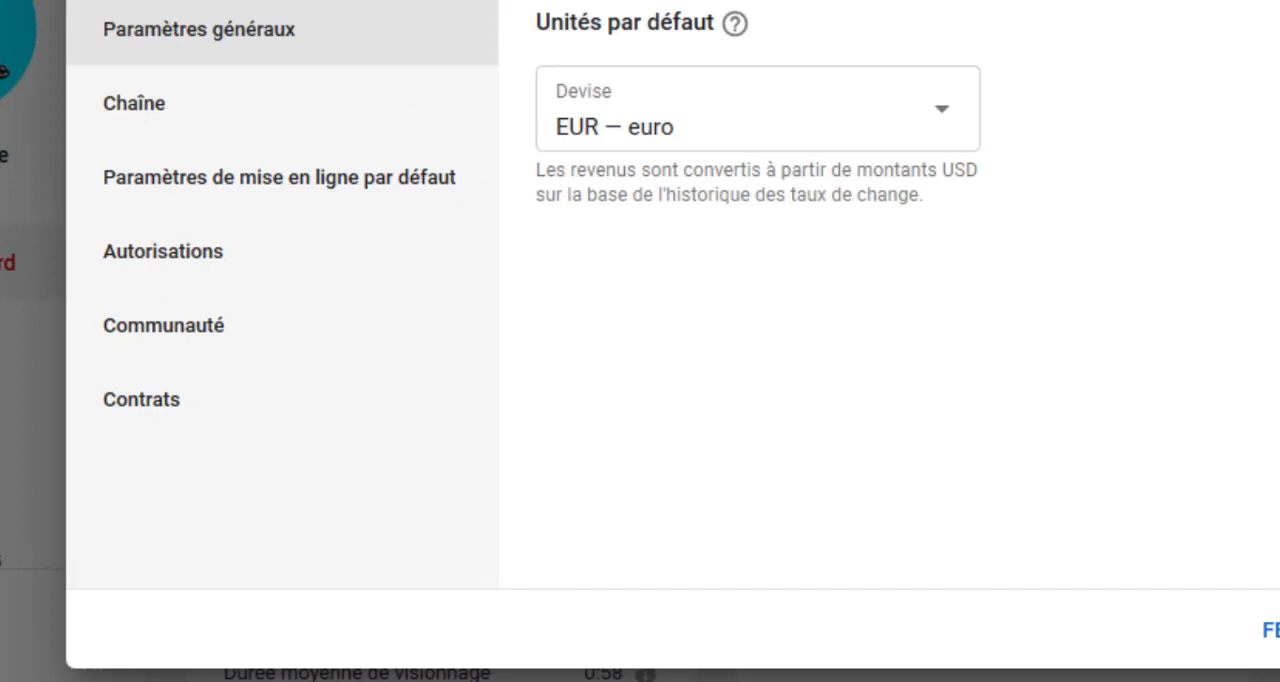 Paramètres généraux
Chaîne
Paramètres de mise en ligne par défaut
Autorisations
Communauté
Contrats
Unités par défaut
Devise
EUR — euro
Les revenus sont convertis à partir de montants USD
sur la base de l'historique des taux de change.
Durée moyenne de visionnage
0:58